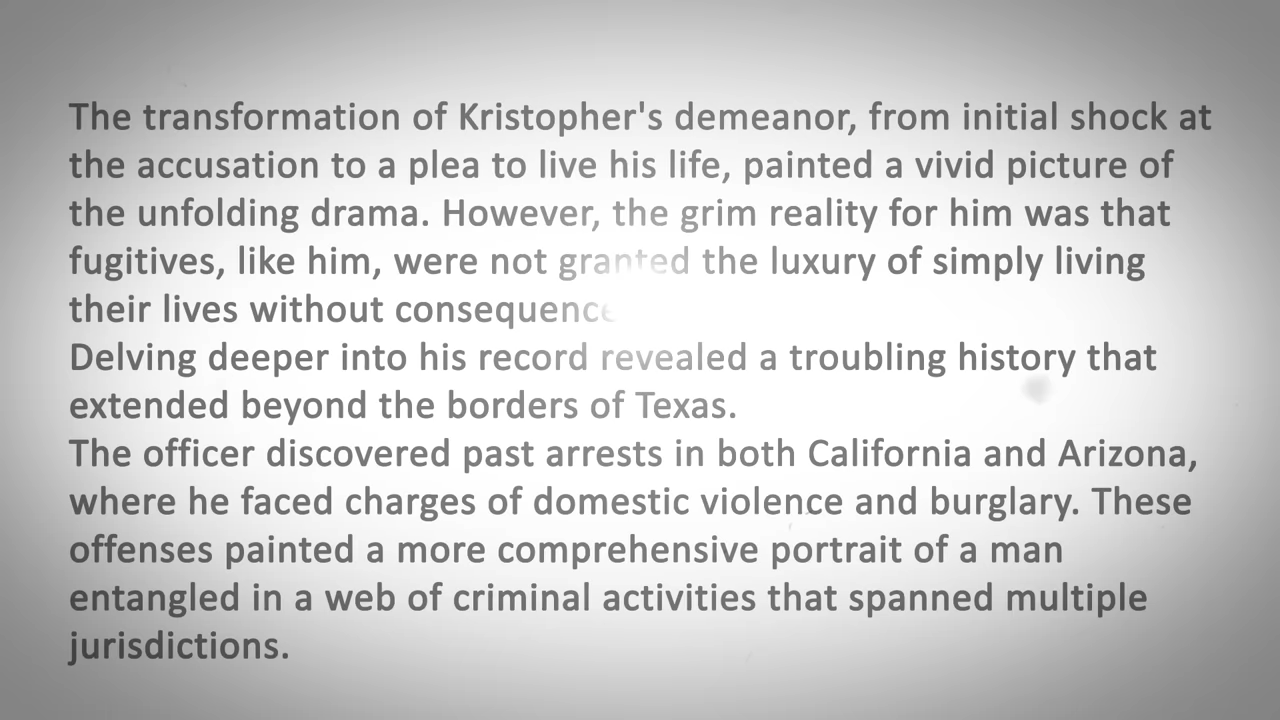 The transformation of Kristopher's demeanor, from initial shock at
the accusation to a plea to live his life, painted a vivid picture of
the unfolding drama. However, the grim reality for him was that
fugitives, like him, were not granted the luxury of simply living
their lives without consequence
Delving deeper into his record revealed a troubling history that
extended beyond the borders of Texas.
The officer discovered past arrests in both California and Arizona,
where he faced charges of domestic violence and burglary. These
offenses painted a more comprehensive portrait of a man
entangled in a web of criminal activities that spanned multiple
jurisdictions.